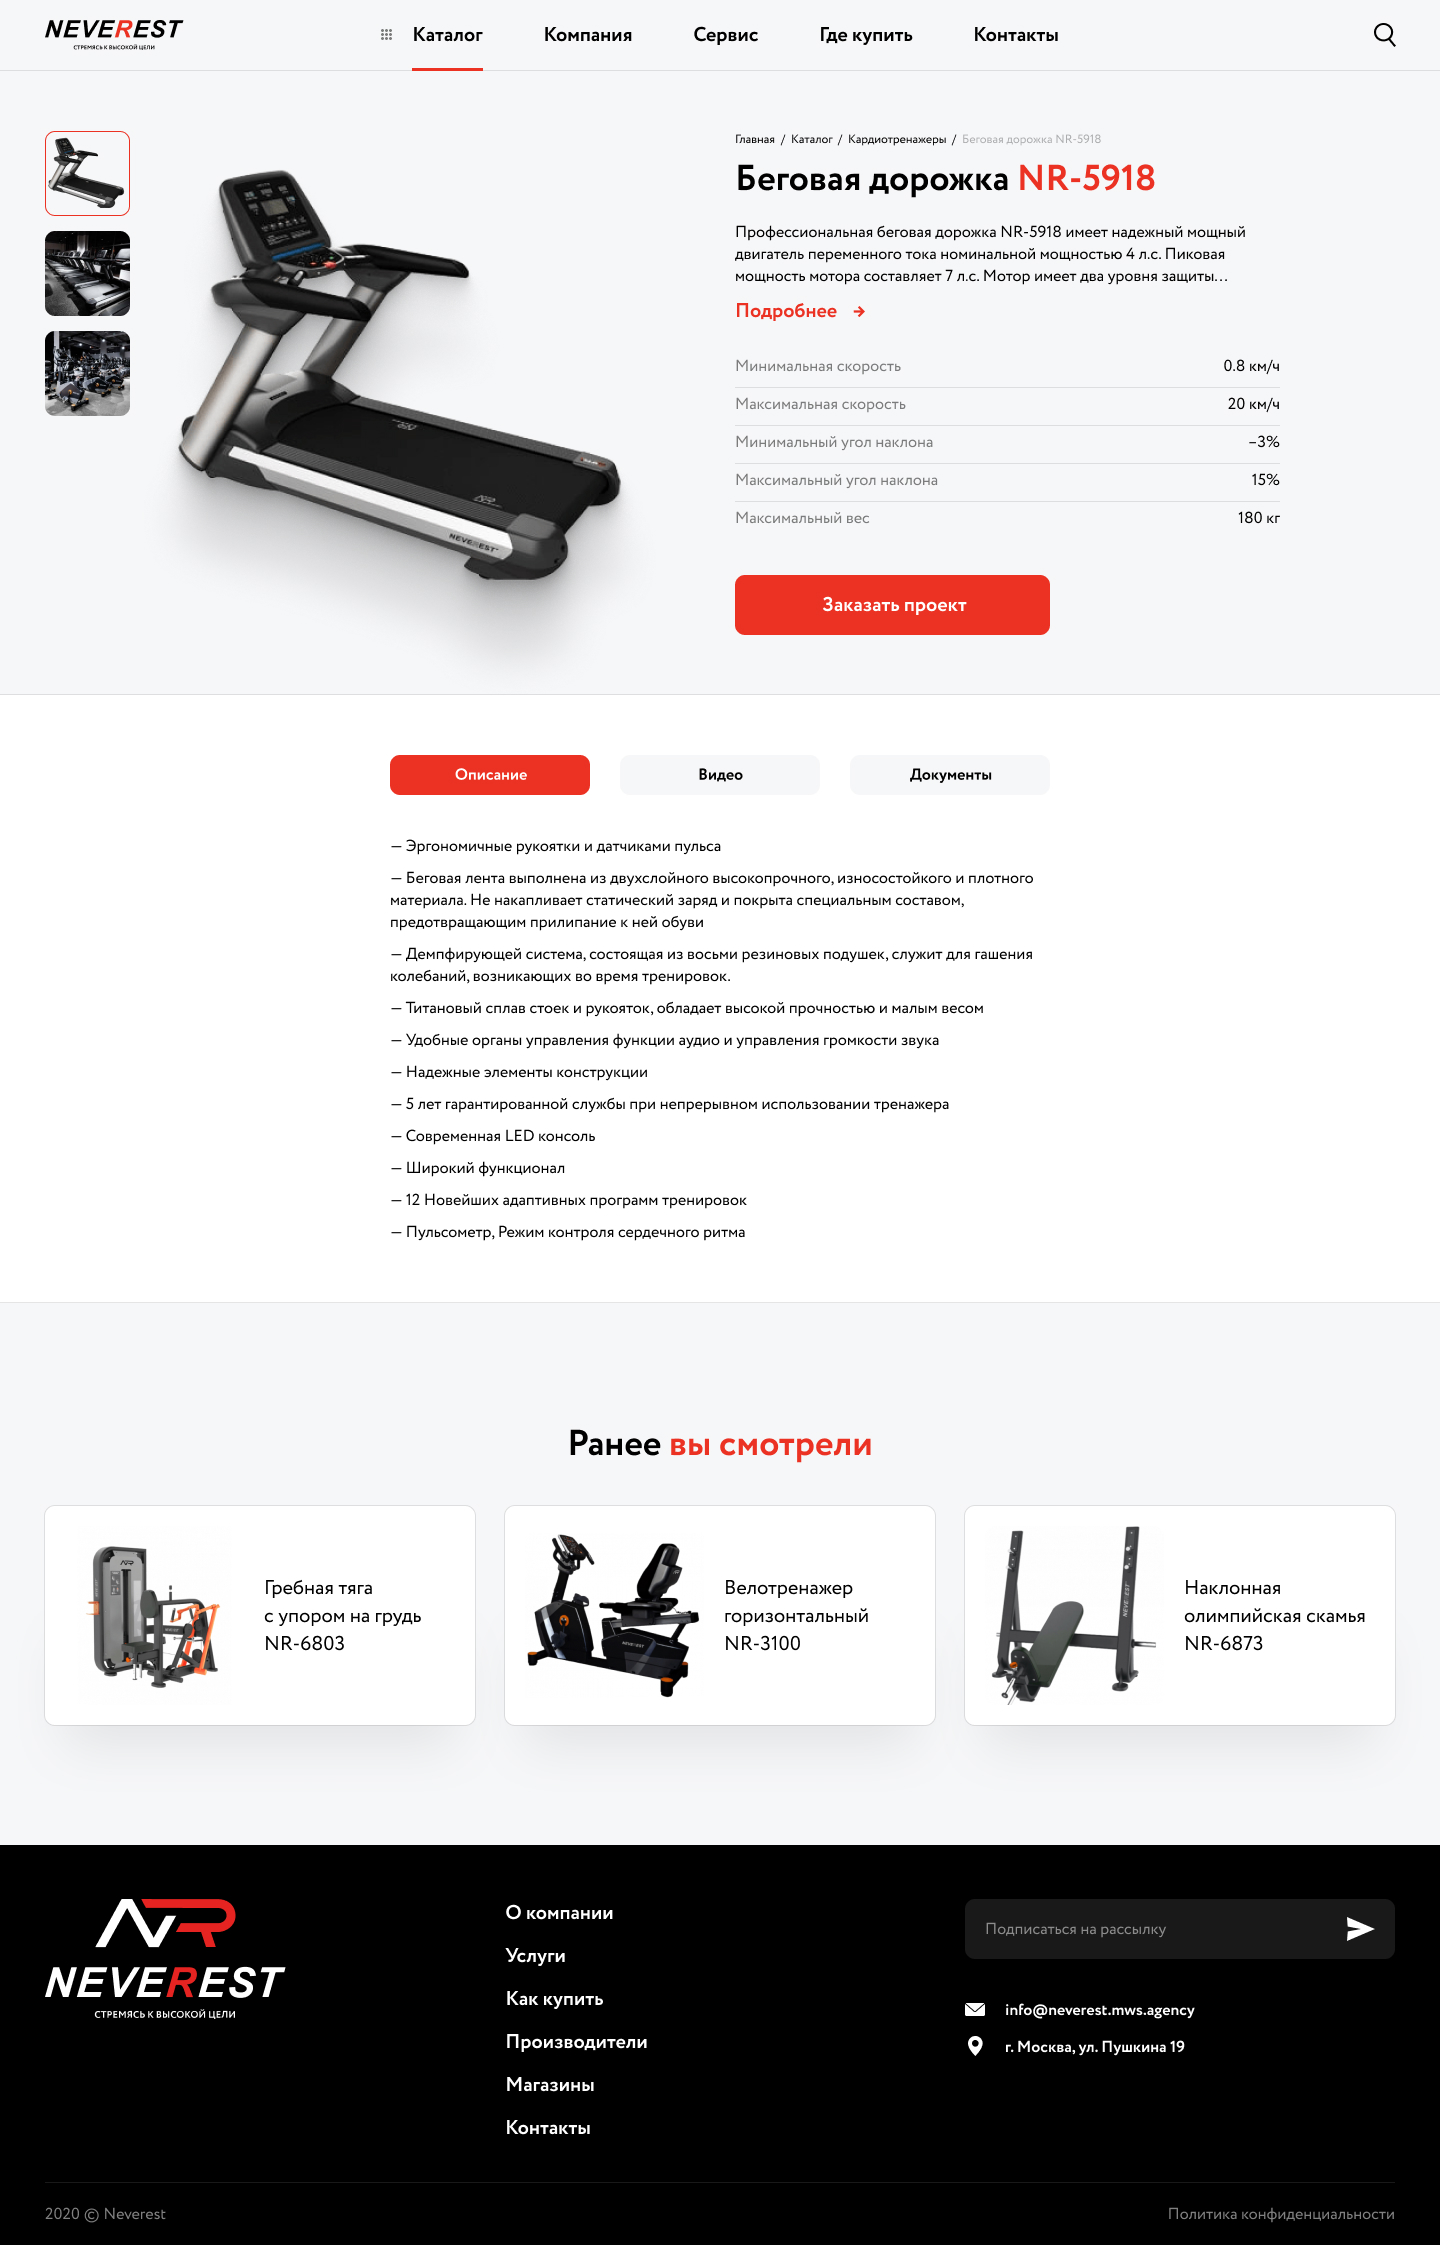 NEVEREST
СТРЕМЯСЬ К ВЫСОКОЙ ЦЕЛИ
Каталог
Компания
Сервис
Где купить
Контакты
Главная / Каталог / Кардиотренажеры / Беговая дорожка NR-5918
Беговая дорожка NR-5918
Профессиональная беговая дорожка NR-5918 имеет надежный мощный
двигатель переменного тока номинальной мощностью 4 л.с. Пиковая
мощность мотора составляет 7 л.с. Мотор имеет два уровня защиты...
Подробнее
Минимальная скорость 0.8 км/ч
Максимальная скорость 20 км/ч
Минимальный угол наклона –3%
Максимальный угол наклона 15%
Максимальный вес 180 кг
NEVEREST
Заказать проект
Описание
Видео
Документы
— Эргономичные рукоятки и датчиками пульса
— Беговая лента выполнена из двухслойного высокопрочного, износостойкого и плотного
материала. Не накапливает статический заряд и покрыта специальным составом,
предотвращающим прилипание к ней обуви
— Демпфирующей система, состоящая из восьми резиновых подушек, служит для гашения
колебаний, возникающих во время тренировок.
— Титановый сплав стоек и рукояток, обладает высокой прочностью и малым весом
— Удобные органы управления функции аудио и управления громкости звука
— Надежные элементы конструкции
— 5 лет гарантированной службы при непрерывном использовании тренажера
— Современная LED консоль
— Широкий функционал
— 12 Новейших адаптивных программ тренировок
— Пульсометр, Режим контроля сердечного ритма
Ранее вы смотрели
Гребная тяга
с упором на грудь
NR-6803
Велотренажер
горизонтальный
NR-3100
Наклонная
олимпийская скамья
NR-6873
NR
NEVEREST
СТРЕМЯСЬ К ВЫСОКОЙ ЦЕЛИ
О компании
Услуги
Как купить
Производители
Магазины
Контакты
Подписаться на рассылку
info@neverest.mws.agency
г. Москва, ул. Пушкина 19
2020 © Neverest
Политика конфиденциальности